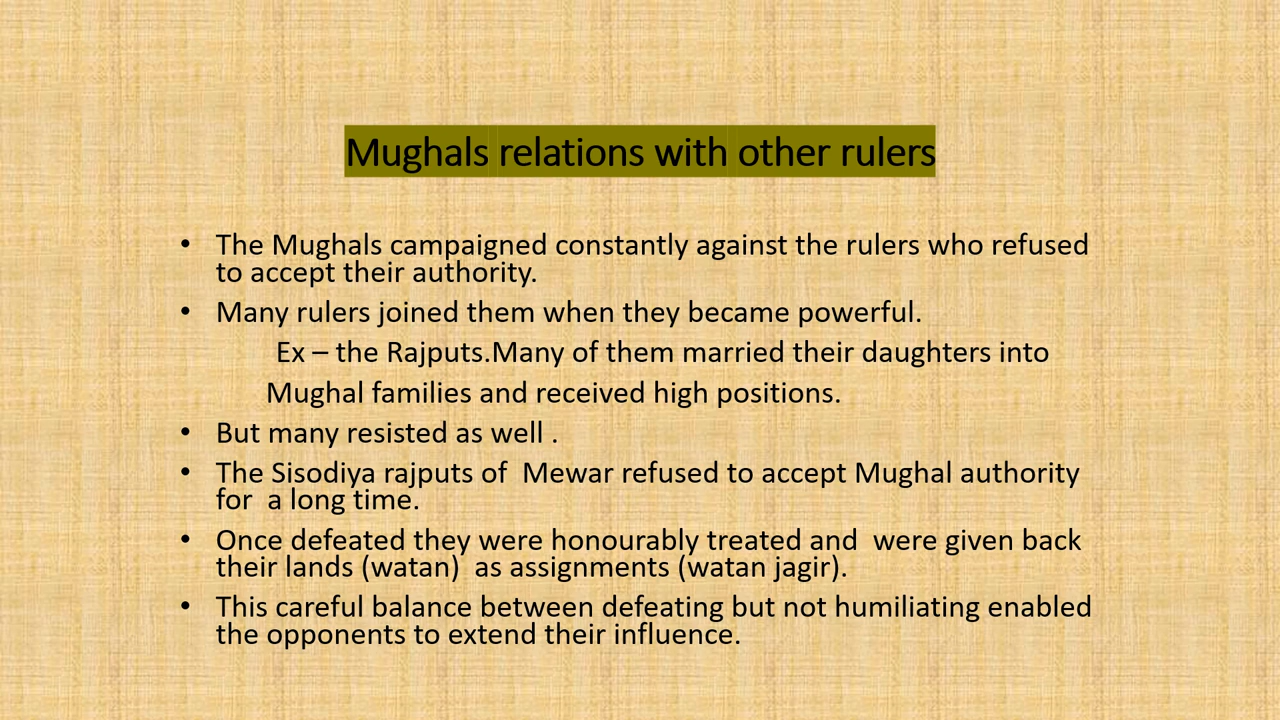 Mughals relations with other rulers
• The Mughals campaigned constantly against the rulers who refused
to accept their authority.
• Many rulers joined them when they became powerful.
Ex – the Rajputs.Many of them married their daughters into
Mughal families and received high positions.
• But many resisted as well .
• The Sisodiya rajputs of  Mewar refused to accept Mughal authority
for  a long time.
• Once defeated they were honourably treated and  were given back
their lands (watan)  as assignments (watan jagir).
• This careful balance between defeating but not humiliating enabled
the opponents to extend their influence.